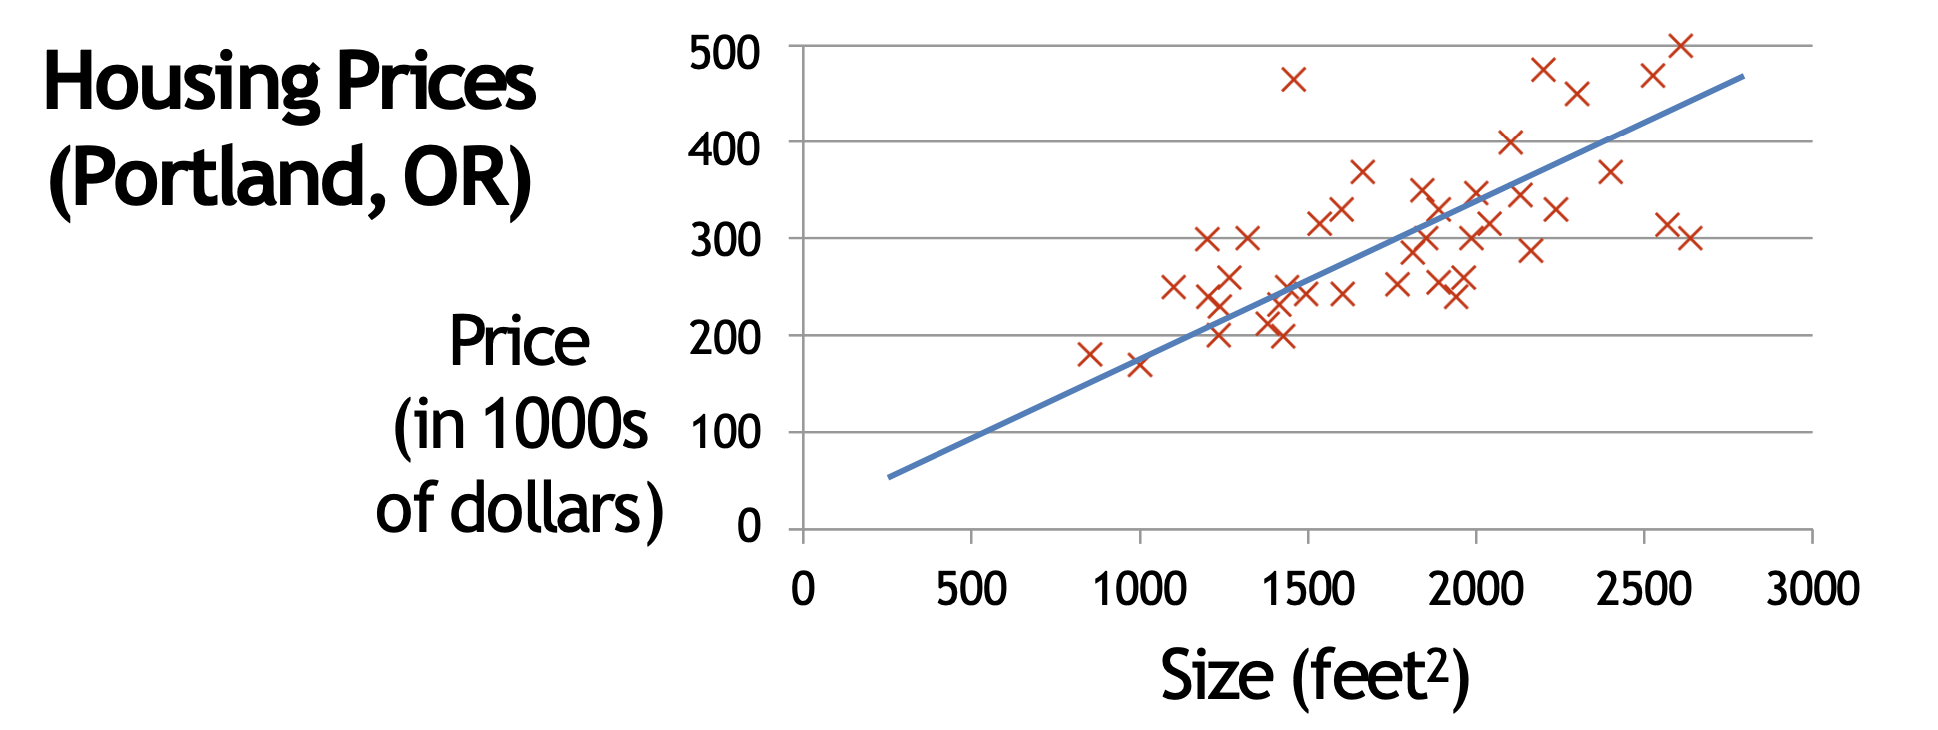 Housing Prices
(Portland, OR)
Price
(in 1000s
of dollars)
500
400
300
200
100
0
0 500 1000 1500 2000 2500 3000
Size (feet²)